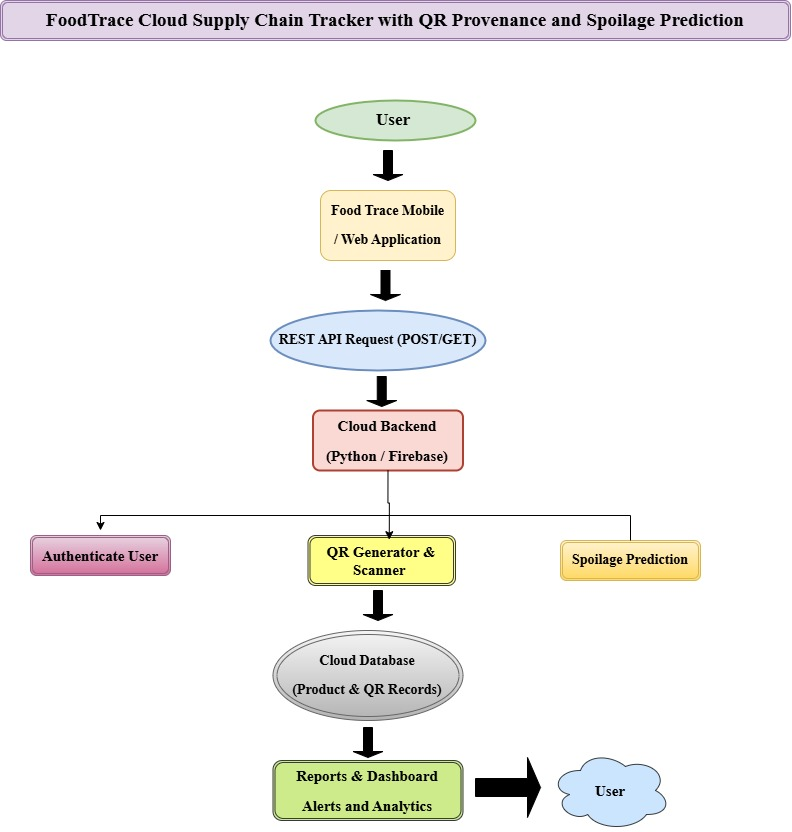 FoodTrace Cloud Supply Chain Tracker with QR Provenance and Spoilage Prediction
User
Food Trace Mobile
/ Web Application
REST API Request (POST/GET)
Cloud Backend
(Python / Firebase)
Authenticate User
QR Generator &
Scanner
Spoilage Prediction
Cloud Database
(Product & QR Records)
Reports & Dashboard
Alerts and Analytics
User